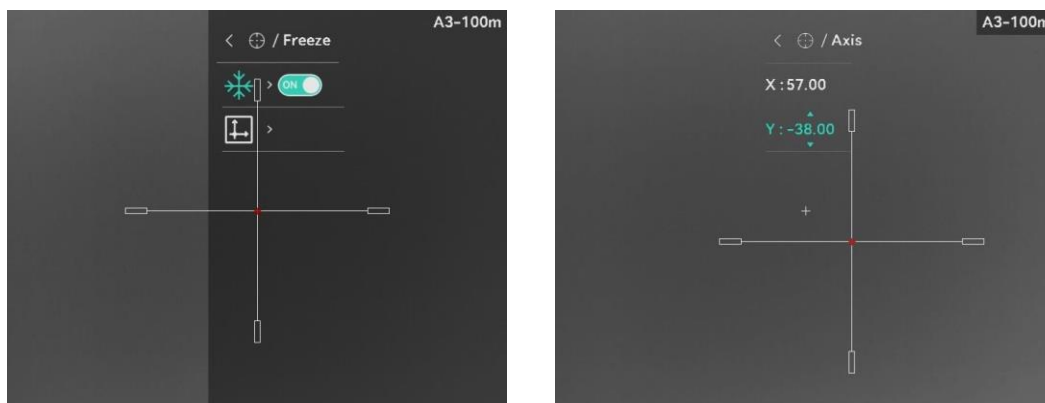 A3-100m
< / Freeze
> ON
>
A3-100m
< / Axis
X : 57.00
Y : -38.00